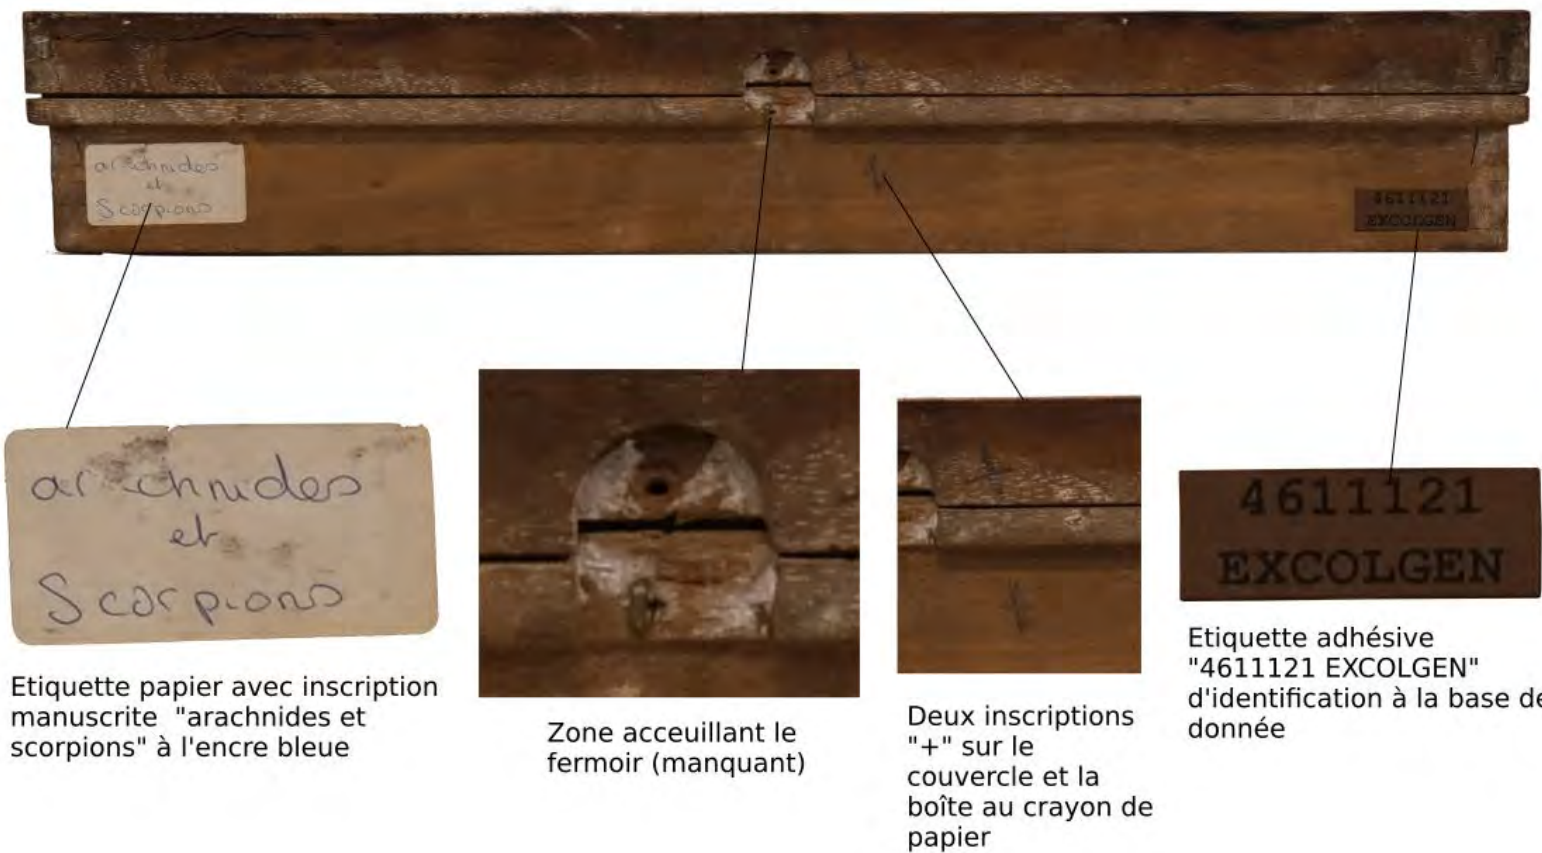 arachnides
et
Scorpions
4611121
EXCOLGEN
arachnides
et
Scorpions
4611121
EXCOLGEN
Etiquette papier avec inscription
manuscrite "arachnides et
scorpions" à l'encre bleue
Zone acceuillant le
fermoir (manquant)
Deux inscriptions
"+" sur le
couvercle et la
boîte au crayon de
papier
Etiquette adhésive
"4611121 EXCOLGEN"
d'identification à la base de
donnée